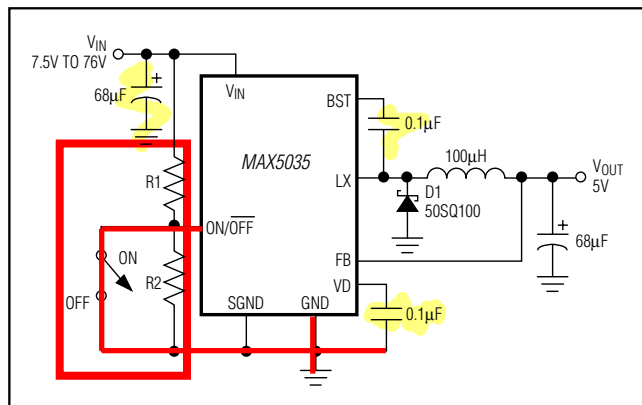 VIN
7.5V TO 76V
68µF
+
VIN
BST
0.1µF
MAX5035
100µH
VOUT
5V
R1
LX
D1
50SQ100
ON/OFF
+
68µF
ON
R2
FB
OFF
VD
SGND
GND
0.1µF